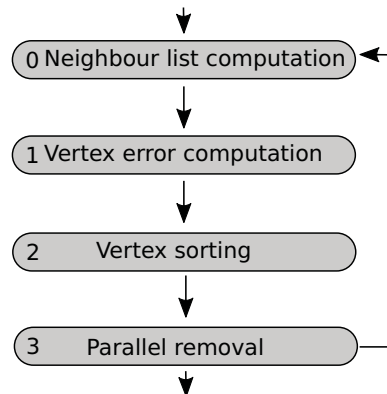 0 Neighbour list computation
1 Vertex error computation
2 Vertex sorting
3 Parallel removal